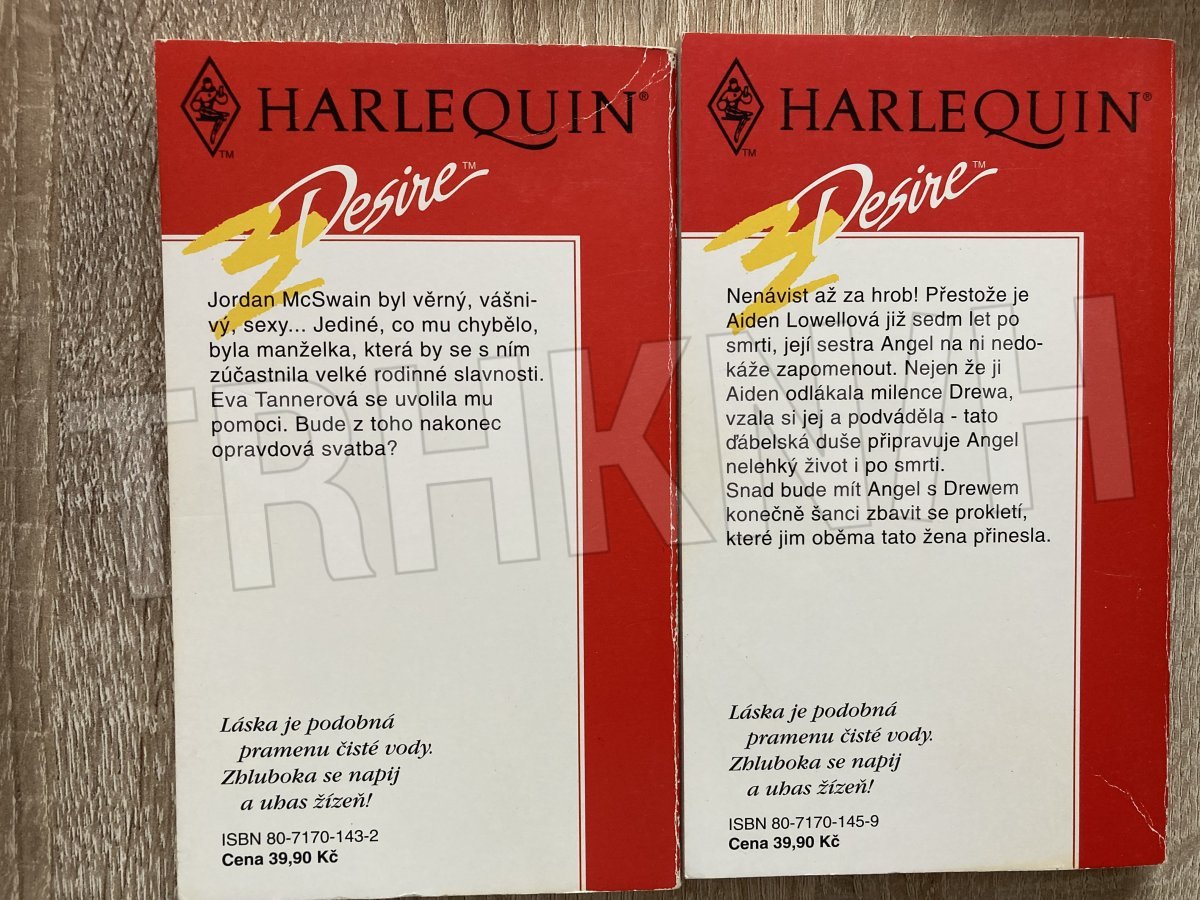 HARLEQUIN®
TM
Desire™
Jordan McSwain byl věrný, vášni-
vý, sexy... Jediné, co mu chybělo,
byla manželka, která by se s ním
zúčastnila velké rodinné slavnosti.
Eva Tannerová se uvolila mu
pomoci. Bude z toho nakonec
opravdová svatba?
Láska je podobná
pramenu čisté vody.
Zhluboka se napij
a uhas žízeň!
ISBN 80-7170-143-2
Cena 39,90 Kč
HARLEQUIN®
TM
Desire™
Nenávist až za hrob! Přestože je
Aiden Lowellová již sedm let po
smrti, její sestra Angel na ni nedo-
káže zapomenout. Nejen že ji
Aiden odlákala milence Drewa,
vzala si jej a podváděla - tato
ďábelská duše připravuje Angel
nelehký život i po smrti.
Snad bude mít Angel s Drewem
konečně šanci zbavit se prokletí,
které jim oběma tato žena přinesla.
Láska je podobná
pramenu čisté vody.
Zhluboka se napij
a uhas žízeň!
ISBN 80-7170-145-9
Cena 39,90 Kč